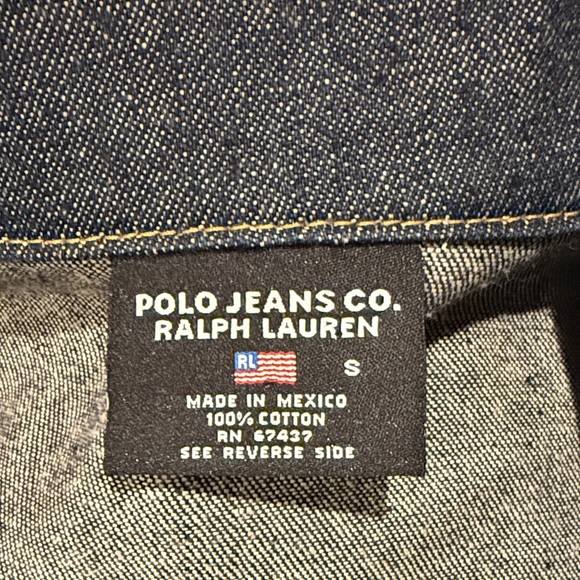 POLO JEANS CO.
RALPH LAUREN
RL S
MADE IN MEXICO
100% COTTON
RN 67437
SEE REVERSE SIDE